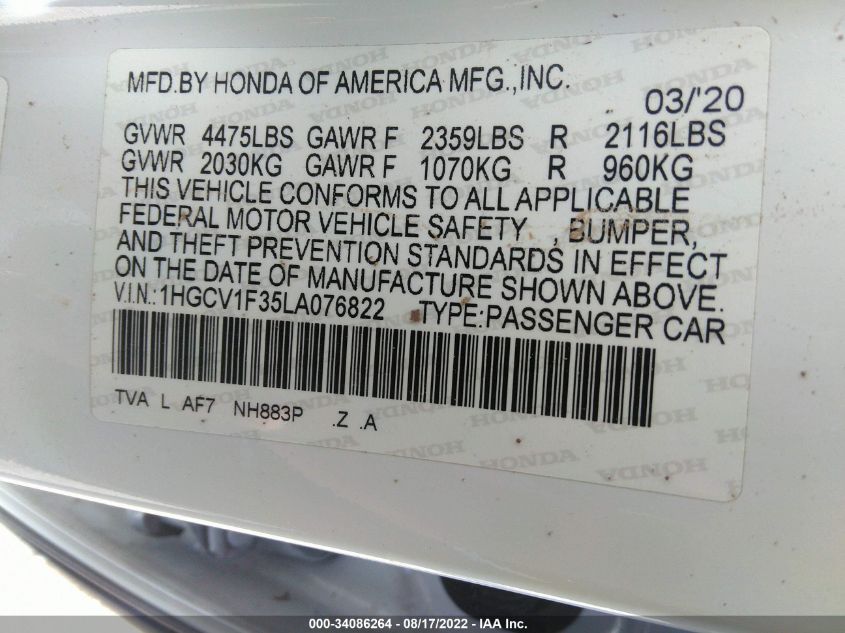 MFD.BY HONDA OF AMERICA MFG.,INC.
03/'20
GVWR 4475LBS GAWR F 2359LBS R 2116LBS
GVWR 2030KG GAWR F 1070KG R 960KG
THIS VEHICLE CONFORMS TO ALL APPLICABLE
FEDERAL MOTOR VEHICLE SAFETY , BUMPER,
AND THEFT PREVENTION STANDARDS IN EFFECT
ON THE DATE OF MANUFACTURE SHOWN ABOVE.
V.I.N.:1HGCV1F35LA076822 TYPE:PASSENGER CAR
TVA L AF7 NH883P .Z .A
000-34086264 - 08/17/2022 - IAA Inc.